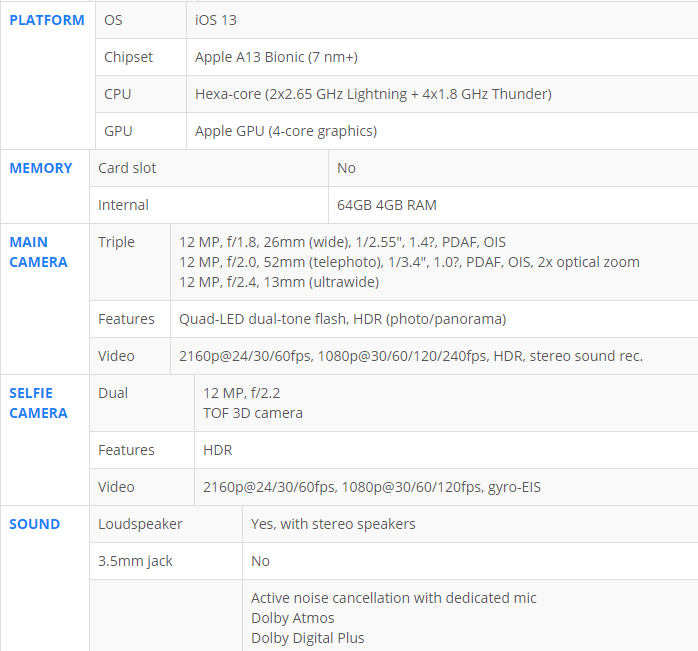 PLATFORM OS iOS 13
Chipset Apple A13 Bionic (7 nm+)
CPU Hexa-core (2x2.65 GHz Lightning + 4x1.8 GHz Thunder)
GPU Apple GPU (4-core graphics)
MEMORY Card slot No
Internal 64GB 4GB RAM
MAIN Triple 12 MP, f/1.8, 26mm (wide), 1/2.55", 1.4?, PDAF, OIS
CAMERA 12 MP, f/2.0, 52mm (telephoto), 1/3.4", 1.0?, PDAF, OIS, 2x optical zoom
12 MP, f/2.4, 13mm (ultrawide)
Features Quad-LED dual-tone flash, HDR (photo/panorama)
Video 2160p@24/30/60fps, 1080p@30/60/120/240fps, HDR, stereo sound rec.
SELFIE Dual 12 MP, f/2.2
CAMERA TOF 3D camera
Features HDR
Video 2160p@24/30/60fps, 1080p@30/60/120fps, gyro-EIS
SOUND Loudspeaker Yes, with stereo speakers
3.5mm jack No
Active noise cancellation with dedicated mic
Dolby Atmos
Dolby Digital Plus